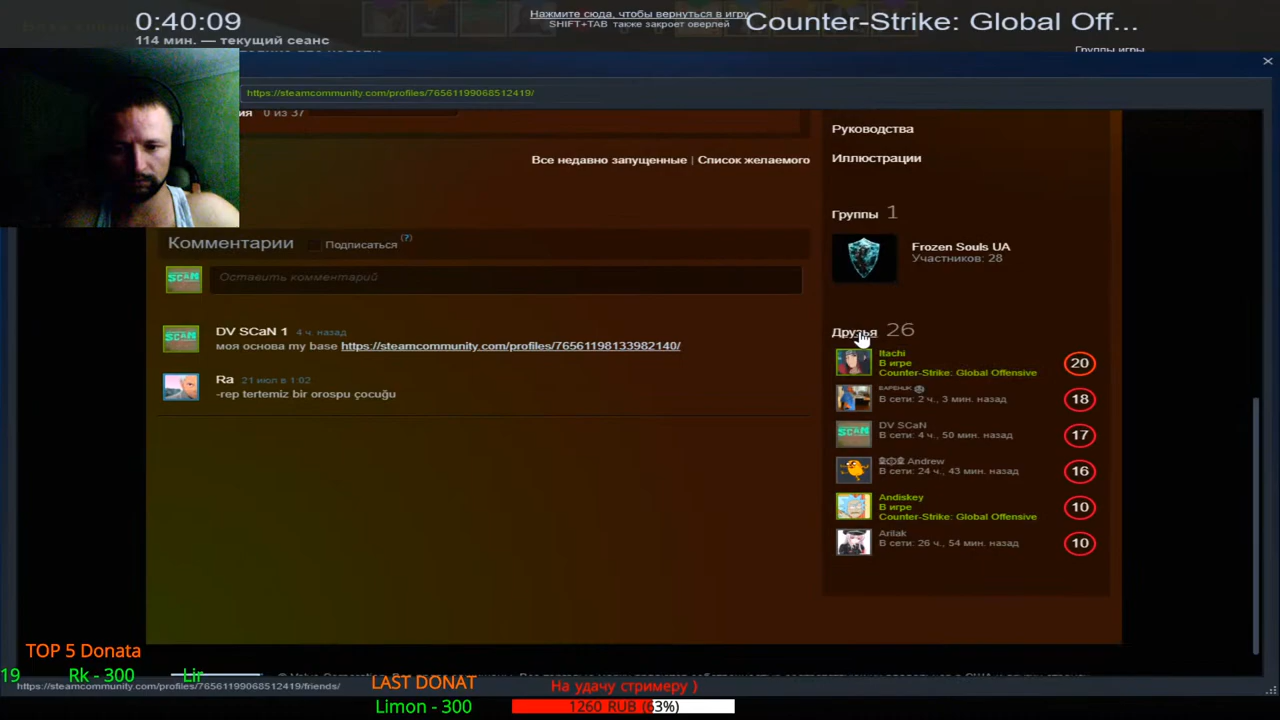 0:40:09
114 мин. — текущий сеанс
Нажмите сюда, чтобы вернуться в игру
SHIFT+TAB также закроет оверлей
Counter-Strike: Global Off...
Группы игры
https://steamcommunity.com/profiles/76561199068512419/
0 из 37
Все недавно запущенные | Список желаемого
Руководства
Иллюстрации
Группы 1
Frozen Souls UA
Участников: 28
Комментарии
Подписаться (?)
Оставить комментарий
DV SCaN 1 4 ч. назад
моя основа my base https://steamcommunity.com/profiles/76561198133982140/
Ra 21 июл в 1:02
-rep tertemiz bir orospu çocuğu
Друзья 26
Itachi
В игре
Counter-Strike: Global Offensive
20
В сети: 2 ч., 3 мин. назад
18
DV SCaN
В сети: 4 ч., 50 мин. назад
17
Andrew
В сети: 24 ч., 43 мин. назад
16
Andiskey
В игре
Counter-Strike: Global Offensive
10
Arilak
В сети: 26 ч., 54 мин. назад
10
TOP 5 Donata
19 Rk - 300 Lir
https://steamcommunity.com/profiles/76561199068512419/friends/
LAST DONAT
Limon - 300
На удачу стримеру )
1260 RUB (63%)